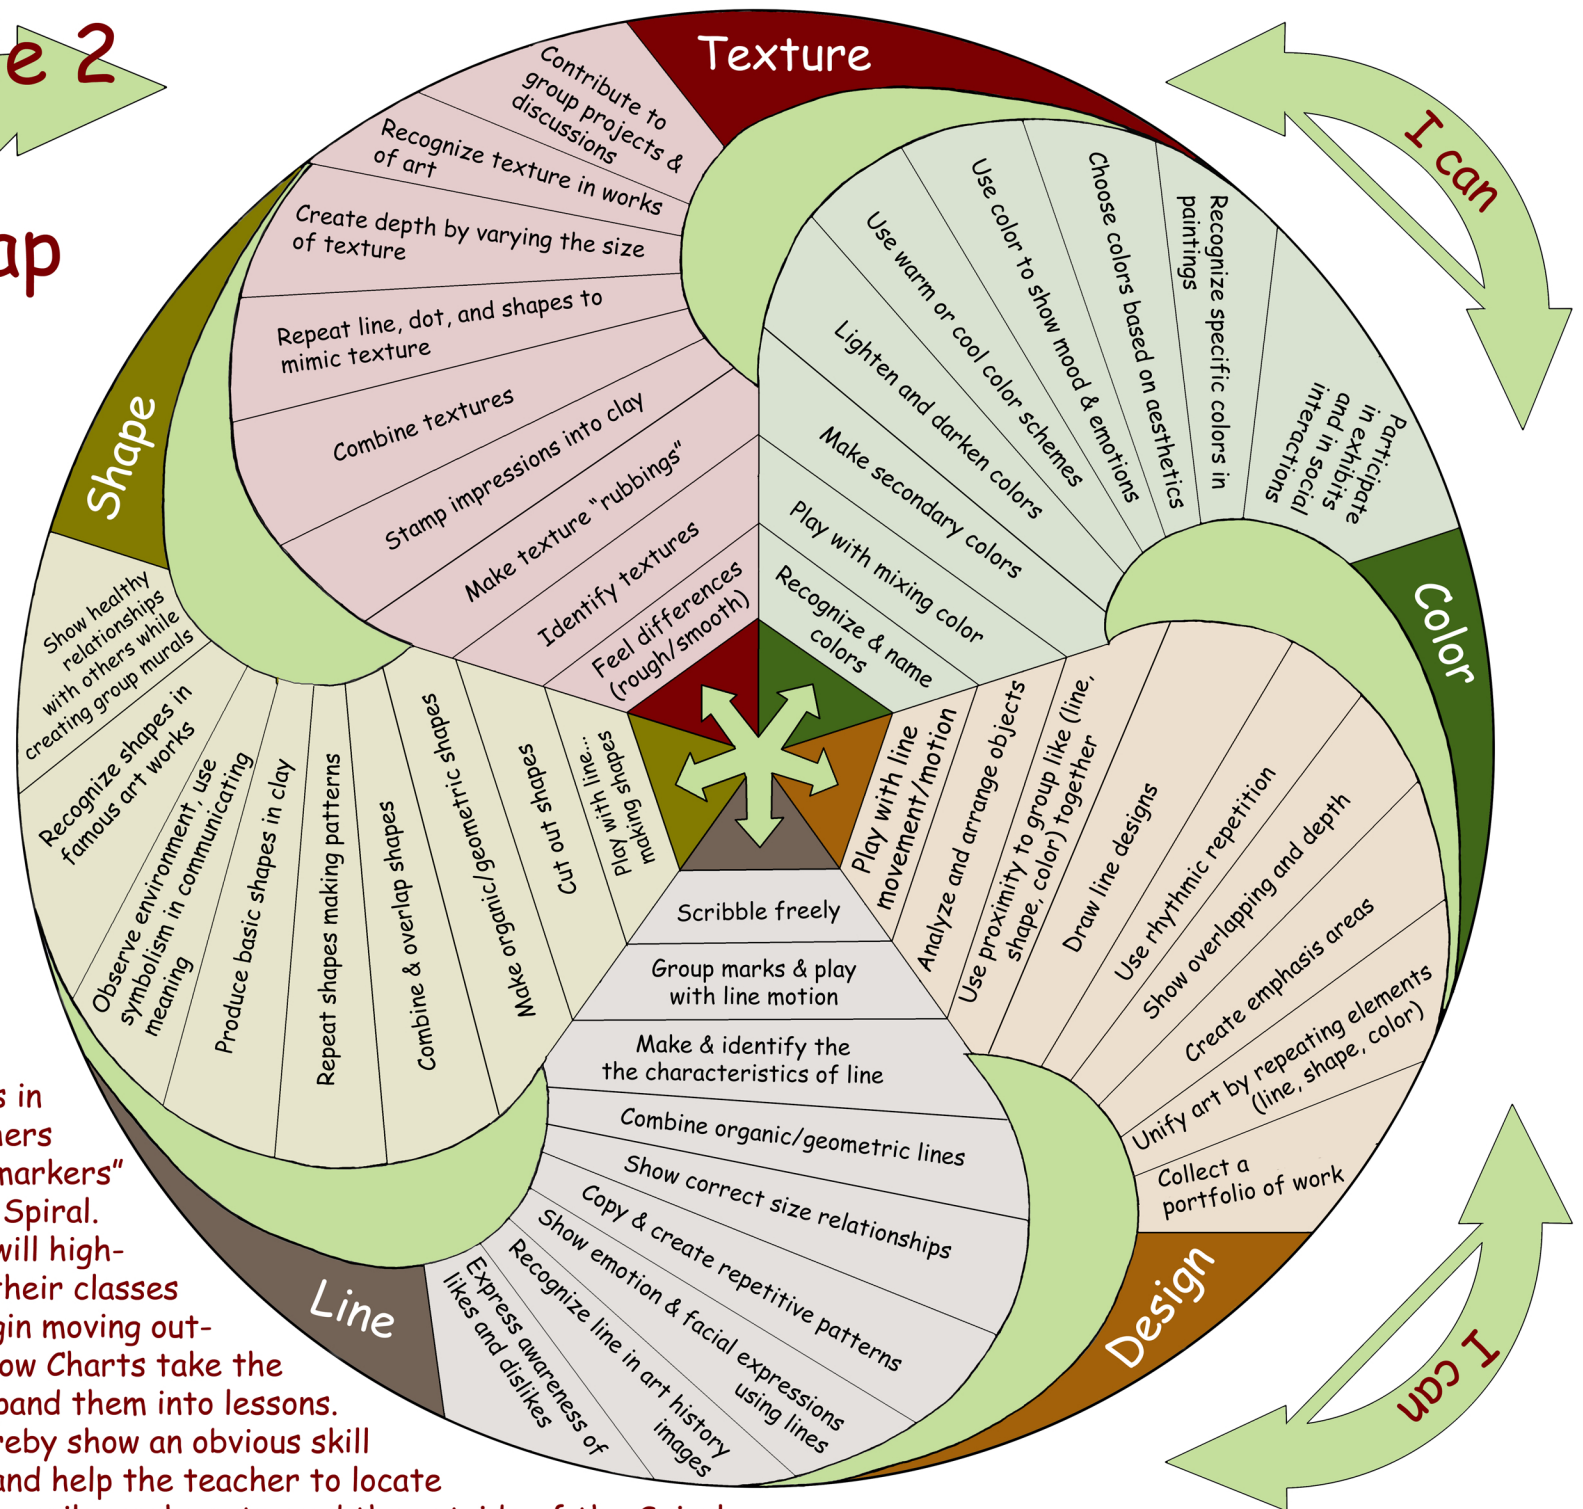 e 2
ap
Texture
Contribute to
group projects &
discussions
Recognize texture in works
of art
Create depth by varying the size
of texture
Repeat line, dot, and shapes to
mimic texture
Combine textures
Stamp impressions into clay
Make texture "rubbings"
Identify textures
Feel differences
(rough/smooth)
I can
Color
Participate
in exhibits
and in social
interactions
Recognize specific colors in
paintings
Choose colors based on aesthetics
Use color to show mood & emotions
Use warm or cool color schemes
Lighten and darken colors
Make secondary colors
Play with mixing color
Recognize & name
colors
Shape
Show healthy
relationships
with others while
creating group murals
Recognize shapes in
famous art works
Observe environment, use
symbolism in communicating
meaning
Produce basic shapes in clay
Repeat shapes making patterns
Combine & overlap shapes
Make organic/geometric shapes
Cut out shapes
Play with line...
making shapes
Play with line
movement/motion
Analyze and arrange objects
Use proximity to group like (line,
shape, color) together
Draw line designs
Use rhythmic repetition
Show overlapping and depth
Create emphasis areas
Unify art by repeating elements
(line, shape, color)
Collect a
portfolio of work
Design
Scribble freely
Group marks & play
with line motion
Make & identify the
the characteristics of line
Combine organic/geometric lines
Show correct size relationships
Copy & create repetitive patterns
Show emotion & facial expressions
using lines
Recognize line in art history
images
Express awareness of
likes and dislikes
Line
I can
s in
ers
markers"
Spiral.
will high-
their classes
gin moving out-
ow Charts take the
pand them into lessons.
reby show an obvious skill
and help the teacher to locate